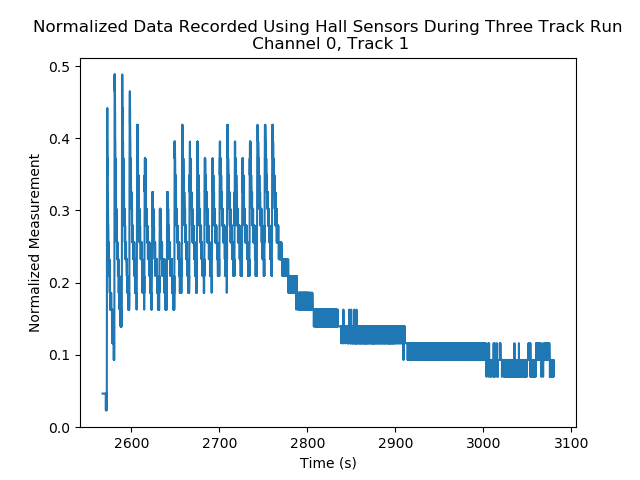 Normalized Data Recorded Using Hall Sensors During Three Track Run
Channel 0, Track 1
0.5
0.4
0.3
0.2
0.1
0.0
Normalized Measurement
2600 2700 2800 2900 3000 3100
Time (s)